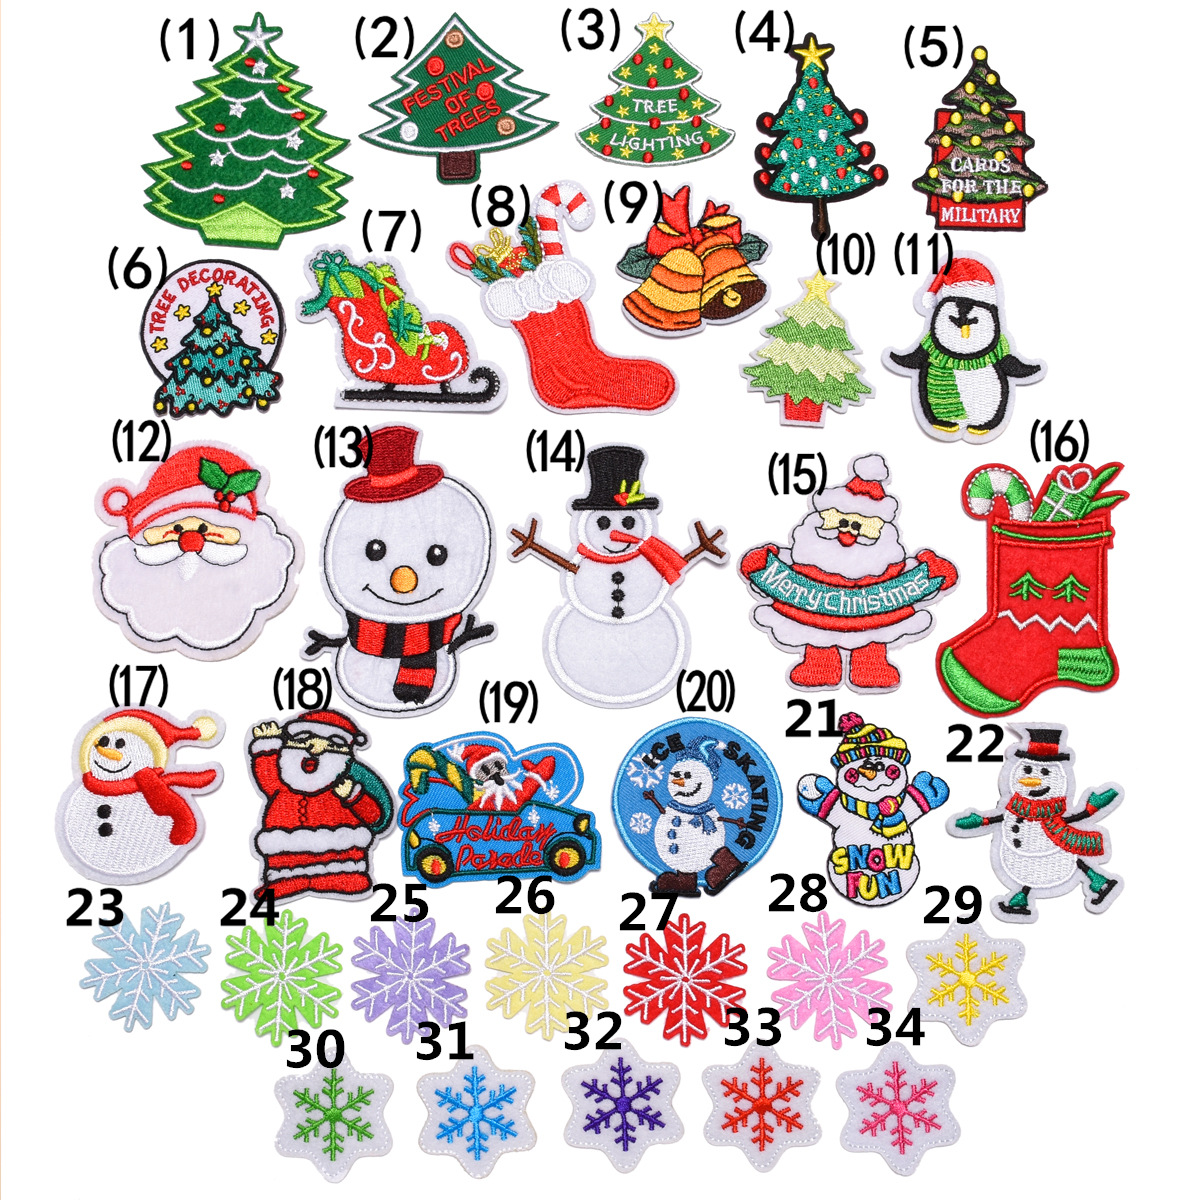 (1)
(2)
FESTIVAL
OF
TREES
(3)
TREE
LIGHTING
(4)
(5)
CARDS
FOR THE
MILITARY
(6)
TREE DECORATING
(7)
(8)
(9)
(10)
(11)
(12)
(13)
(14)
(15)
Merry Christmas
(16)
(17)
(18)
(19)
Holiday
Parade
(20)
ICE SKATING
21
SNOW
FUN
22
23
24
25
26
27
28
29
30
31
32
33
34